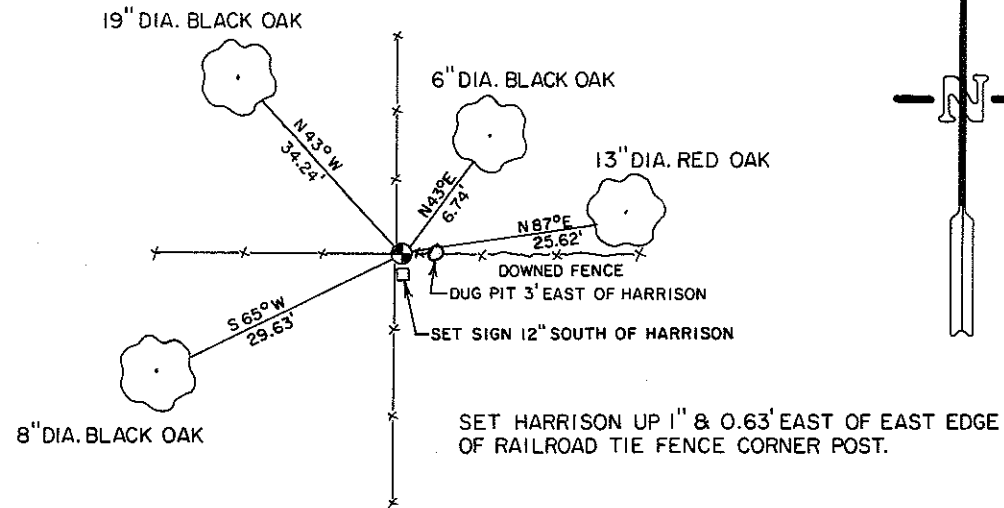 19" DIA. BLACK OAK
6" DIA. BLACK OAK
N
N 43° W
34.24'
13" DIA. RED OAK
N 43° E
6.74'
N 87° E
25.62'
DOWNED FENCE
DUG PIT 3' EAST OF HARRISON
S 65° W
29.63'
SET SIGN 12" SOUTH OF HARRISON
8" DIA. BLACK OAK
SET HARRISON UP 1" & 0.63' EAST OF EAST EDGE
OF RAILROAD TIE FENCE CORNER POST.